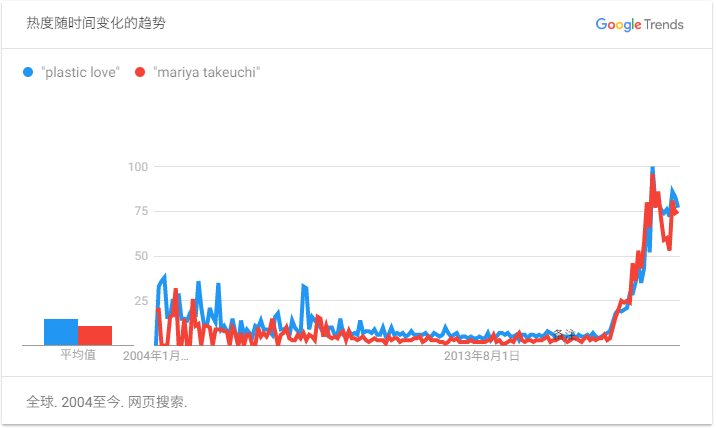 热度随时间变化的趋势
Google Trends
"plastic love" "mariya takeuchi"
100
75
50
25
备注
平均值 2004年1月… 2013年8月1日
全球. 2004至今. 网页搜索.